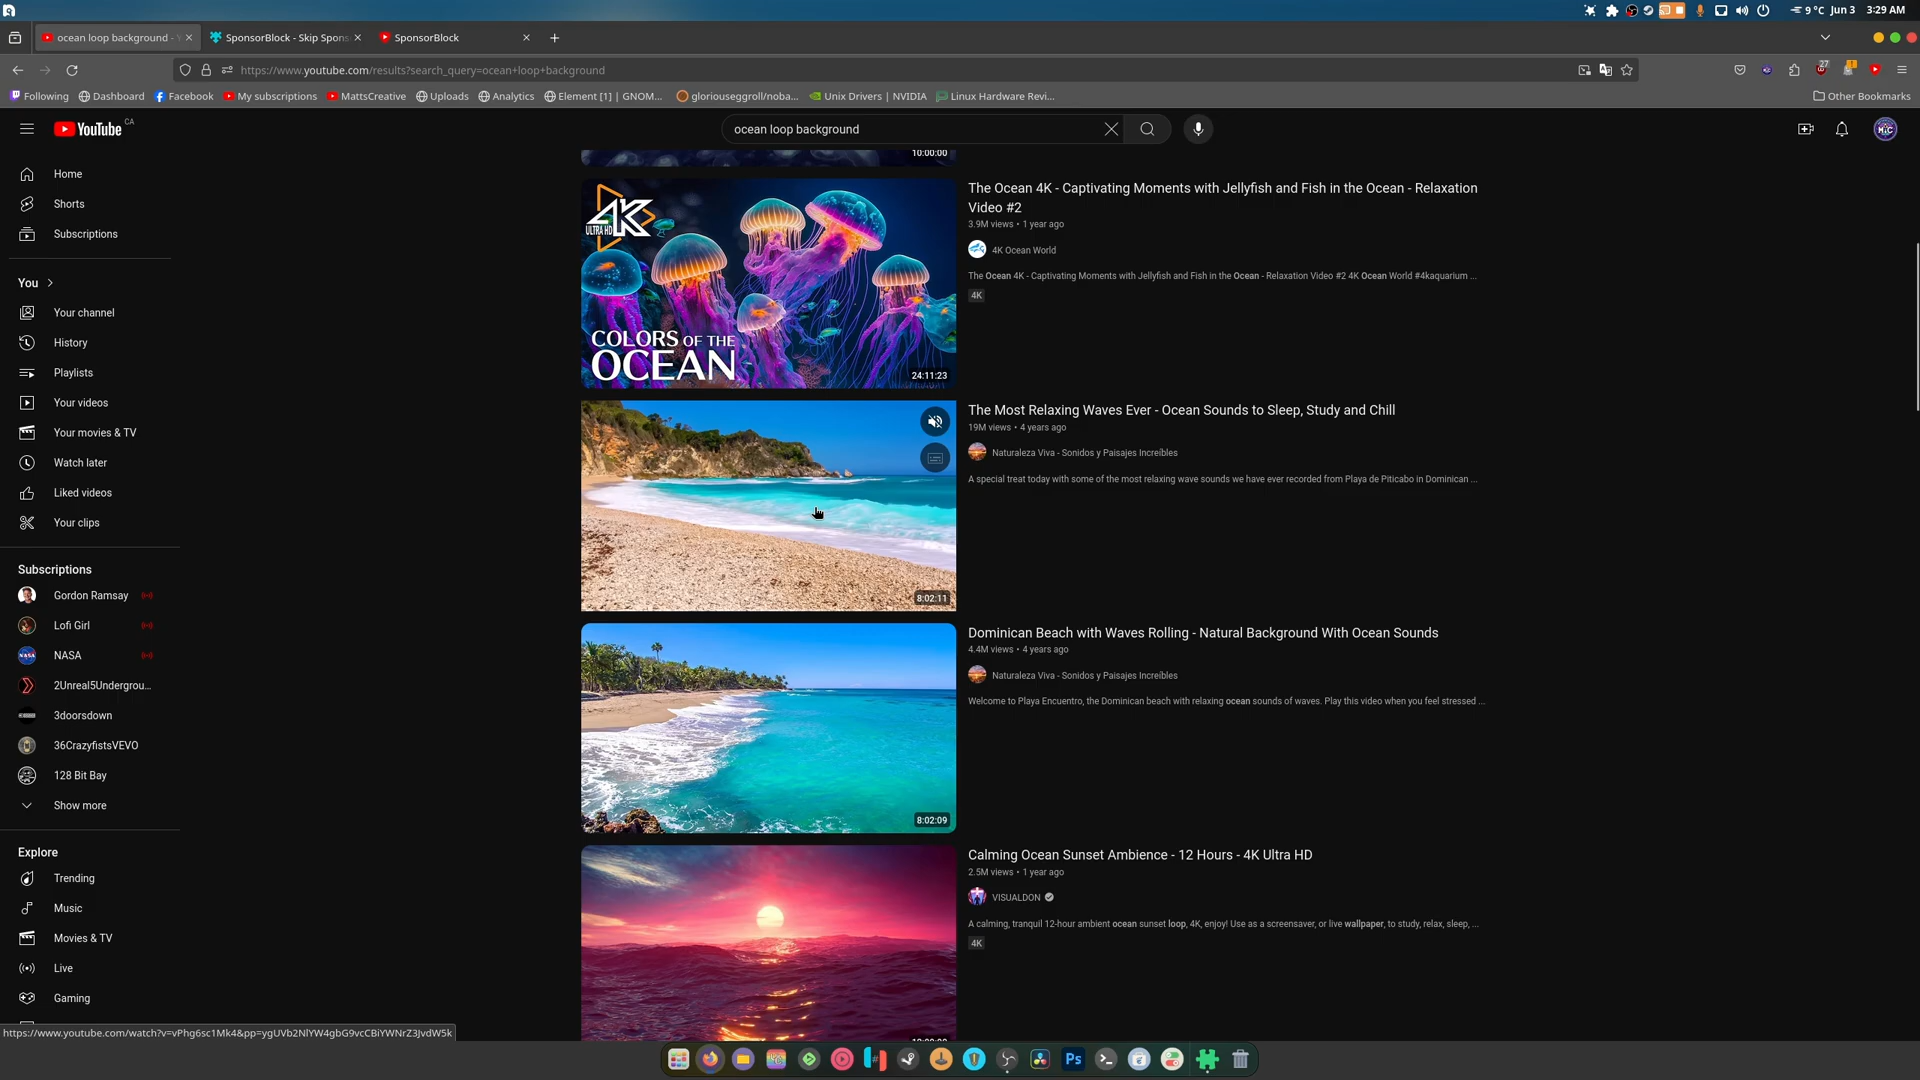 9 °C Jun 3 3:29 AM
ocean loop background - Y
SponsorBlock - Skip Spons
SponsorBlock
https://www.youtube.com/results?search_query=ocean+loop+background
27
Following
Dashboard
Facebook
My subscriptions
MattsCreative
Uploads
Analytics
Element [1] | GNOM...
gloriouseggroll/noba...
Unix Drivers | NVIDIA
Linux Hardware Revi...
Other Bookmarks
YouTube CA
ocean loop background
Home
Shorts
Subscriptions
You
Your channel
History
Playlists
Your videos
Your movies & TV
Watch later
Liked videos
Your clips
Subscriptions
Gordon Ramsay
Lofi Girl
NASA
2Unreal5Undergrou...
3doorsdown
36CrazyfistsVEVO
128 Bit Bay
Show more
Explore
Trending
Music
Movies & TV
Live
Gaming
10:00:00
4K
ULTRA HD
COLORS OF THE
OCEAN
24:11:23
The Ocean 4K - Captivating Moments with Jellyfish and Fish in the Ocean - Relaxation
Video #2
3.9M views • 1 year ago
4K Ocean World
The Ocean 4K - Captivating Moments with Jellyfish and Fish in the Ocean - Relaxation Video #2 4K Ocean World #4kaquarium ...
4K
8:02:11
The Most Relaxing Waves Ever - Ocean Sounds to Sleep, Study and Chill
19M views • 4 years ago
Naturaleza Viva - Sonidos y Paisajes Increíbles
A special treat today with some of the most relaxing wave sounds we have ever recorded from Playa de Piticabo in Dominican ...
8:02:09
Dominican Beach with Waves Rolling - Natural Background With Ocean Sounds
4.4M views • 4 years ago
Naturaleza Viva - Sonidos y Paisajes Increíbles
Welcome to Playa Encuentro, the Dominican beach with relaxing ocean sounds of waves. Play this video when you feel stressed ...
Calming Ocean Sunset Ambience - 12 Hours - 4K Ultra HD
2.5M views • 1 year ago
VISUALDON
A calming, tranquil 12-hour ambient ocean sunset loop, 4K, enjoy! Use as a screensaver, or live wallpaper, to study, relax, sleep, ...
4K
https://www.youtube.com/watch?v=vPhg6sc1Mk4&pp=ygUVb2NlYW4gbG9vcCBiYWNrZ3JvdW5k
Ps